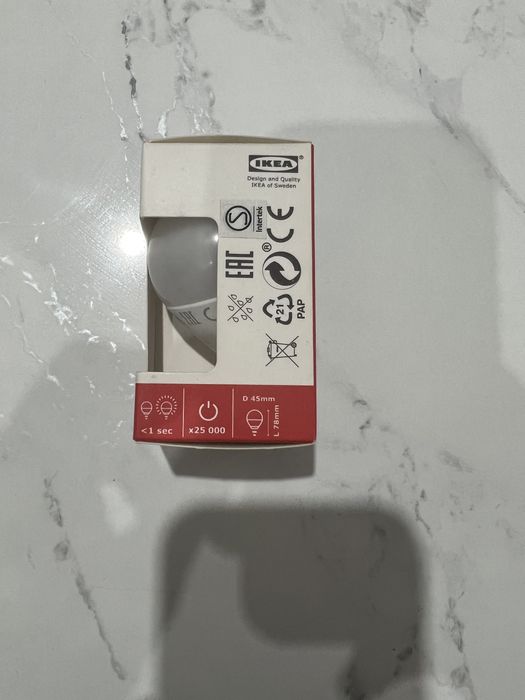 IKEA®
Design and Quality
IKEA of Sweden
S
Intertek
CE
EAC
®
21
PAP
D 45mm
L 78mm
<1 sec
x25 000